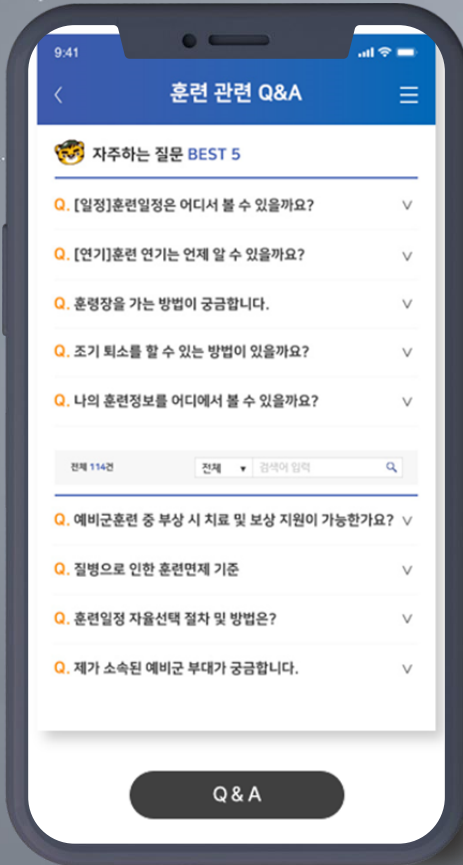 9:41
훈련 관련 Q&A
자주하는 질문 BEST 5
Q. [일정]훈련일정은 어디서 볼 수 있을까요?
Q. [연기]훈련 연기는 언제 알 수 있을까요?
Q. 훈령장을 가는 방법이 궁금합니다.
Q. 조기 퇴소를 할 수 있는 방법이 있을까요?
Q. 나의 훈련정보를 어디에서 볼 수 있을까요?
전체 114건 전체 ▼ 검색어 입력
Q. 예비군훈련 중 부상 시 치료 및 보상 지원이 가능한가요?
Q. 질병으로 인한 훈련면제 기준
Q. 훈련일정 자율선택 절차 및 방법은?
Q. 제가 소속된 예비군 부대가 궁금합니다.
Q & A